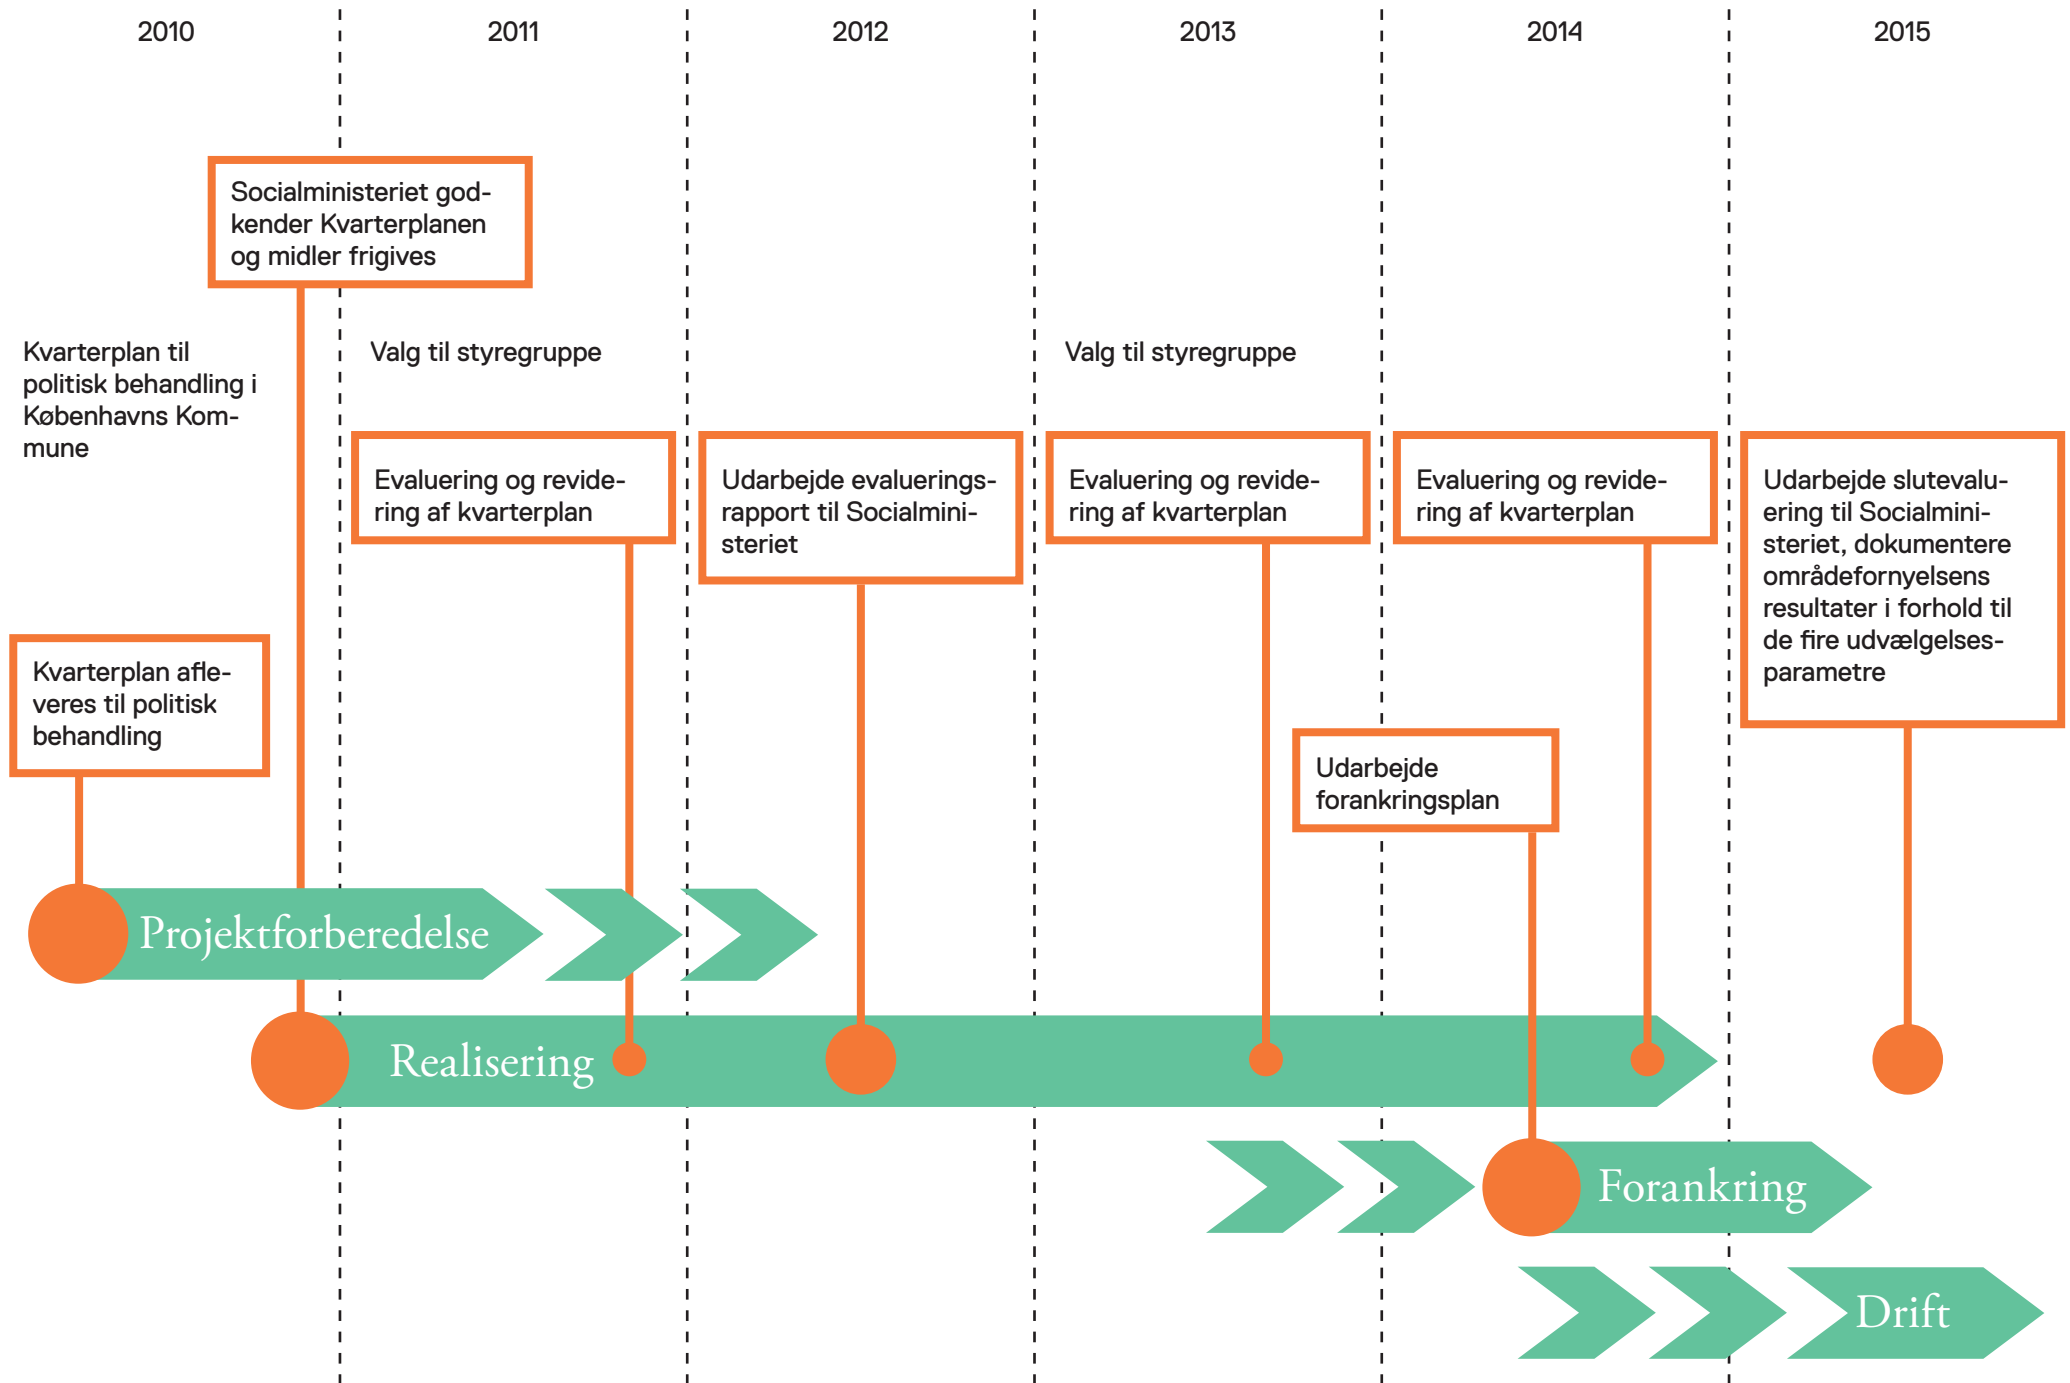 2010
2011
2012
2013
2014
2015
Socialministeriet god-
kender Kvarterplanen
og midler frigives
Kvarterplan til
politisk behandling i
Københavns Kom-
mune
Valg til styregruppe
Valg til styregruppe
Evaluering og revide-
ring af kvarterplan
Udarbejde evaluerings-
rapport til Socialmini-
steriet
Evaluering og revide-
ring af kvarterplan
Evaluering og revide-
ring af kvarterplan
Udarbejde slutevalu-
ering til Socialmini-
steriet, dokumentere
områdefornyelsens
resultater i forhold til
de fire udvælgelses-
parametre
Kvarterplan afle-
veres til politisk
behandling
Udarbejde
forankringsplan
Projektforberedelse
Realisering
Forankring
Drift